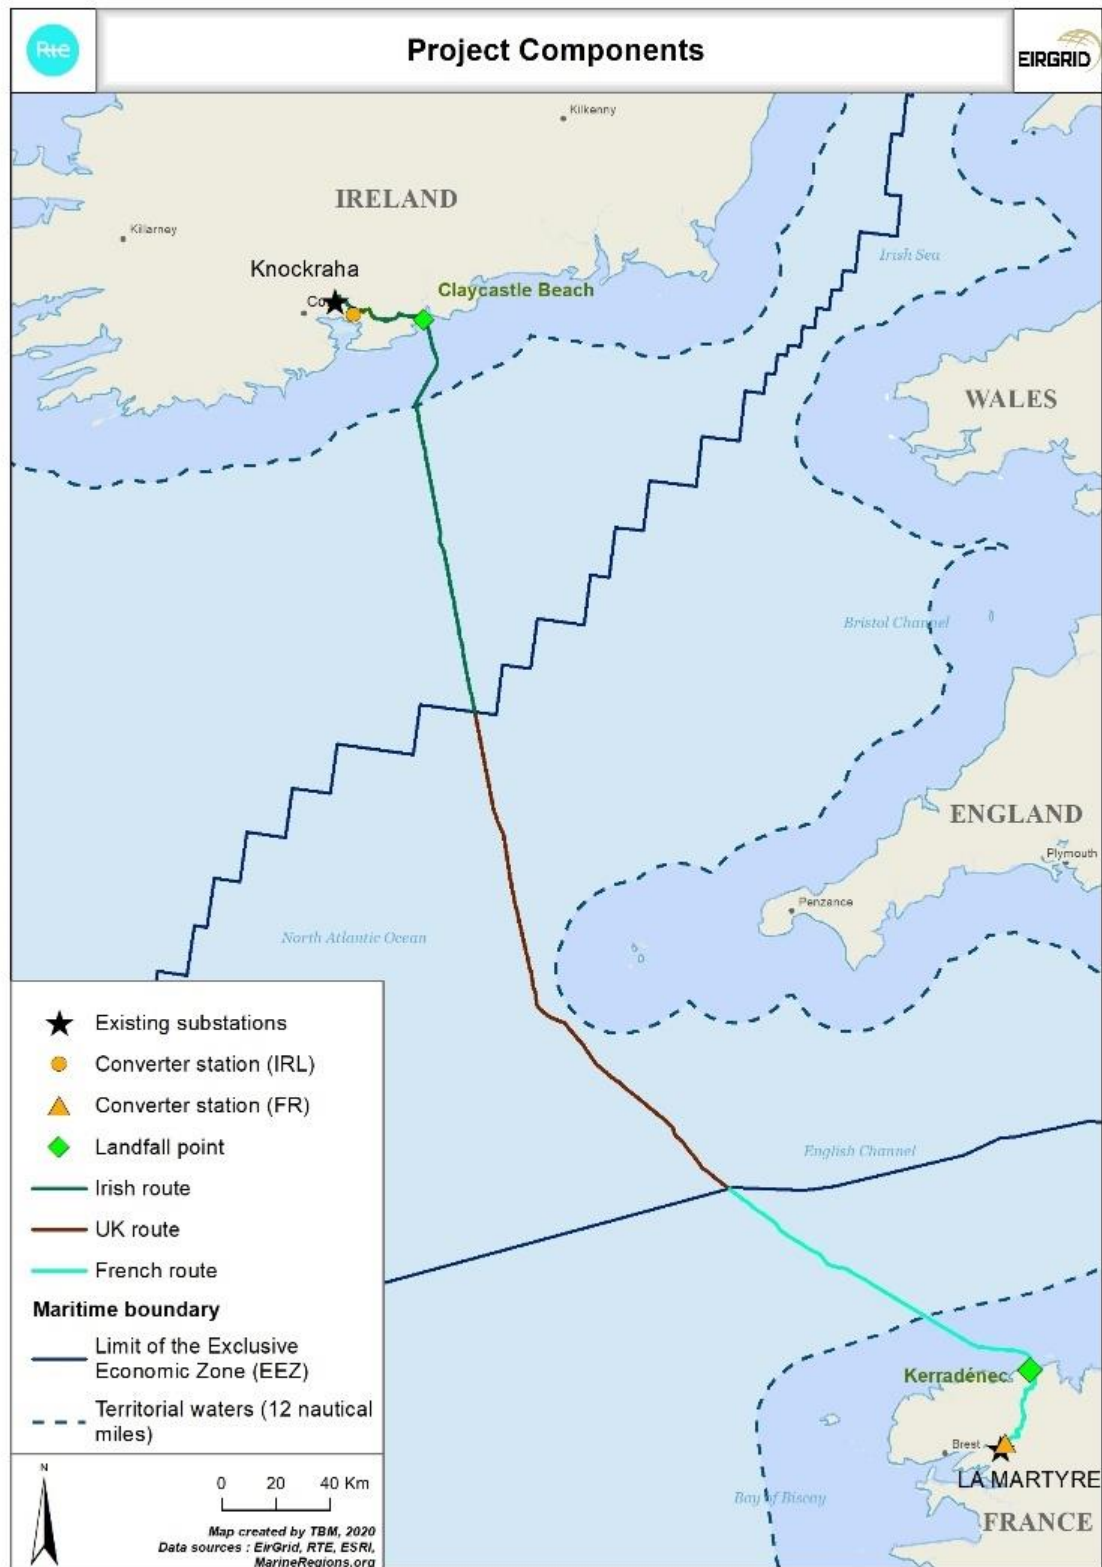 Rte
Project Components
EIRGRID
Kilkenny
IRELAND
Killarney
Irish Sea
Knockraha
Claycastle Beach
Co
WALES
Bristol Channel
ENGLAND
Plymouth
Penzance
North Atlantic Ocean
English Channel
Kerradénec
Brest
LA MARTYRE
Bay of Biscay
FRANCE
Existing substations
Converter station (IRL)
Converter station (FR)
Landfall point
Irish route
UK route
French route
Maritime boundary
Limit of the Exclusive
Economic Zone (EEZ)
Territorial waters (12 nautical
miles)
N
0 20 40 Km
Map created by TBM, 2020
Data sources : EirGrid, RTE, ESRI,
MarineRegions.org